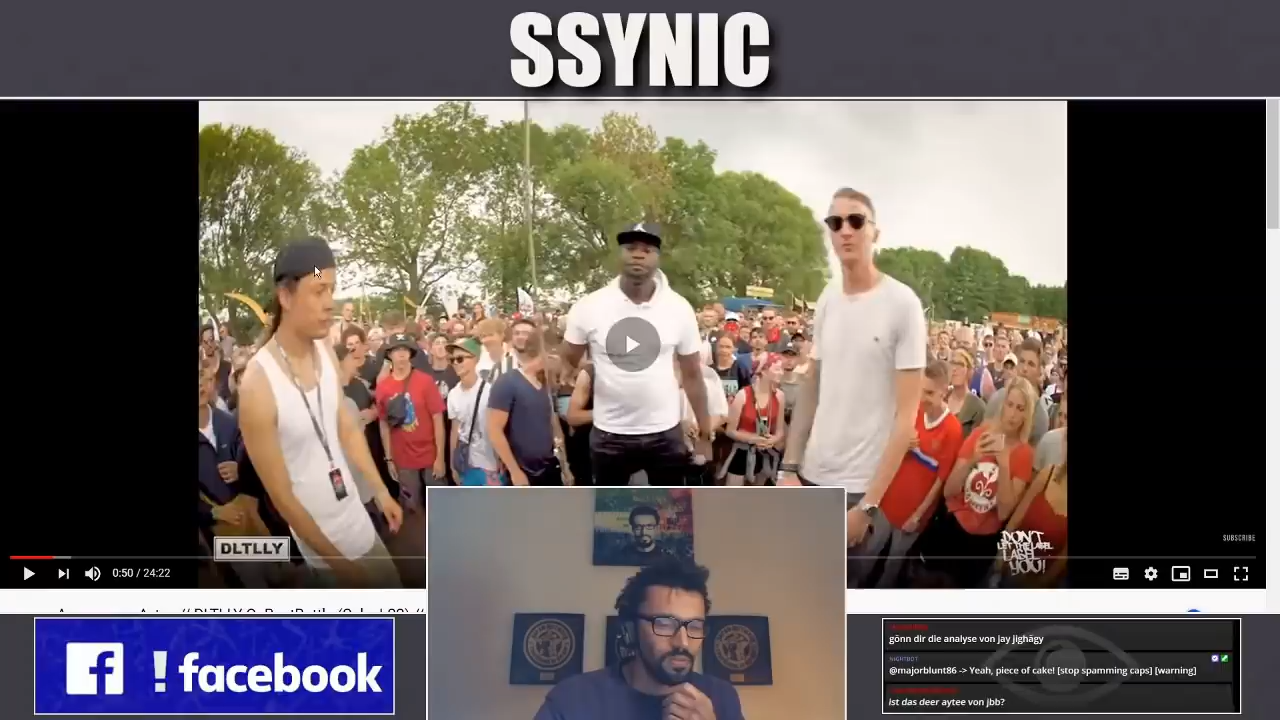 SSYNIC
DLTLLY
DON'T
LET THE LABEL
LABEL
YOU!
SUBSCRIBE
0:50 / 24:22
f ! facebook
gönn dir die analyse von jay jighägy
NIGHTBOT
@majorblunt86 -> Yeah, piece of cake! [stop spamming caps] [warning]
ist das deer aytee von jbb?